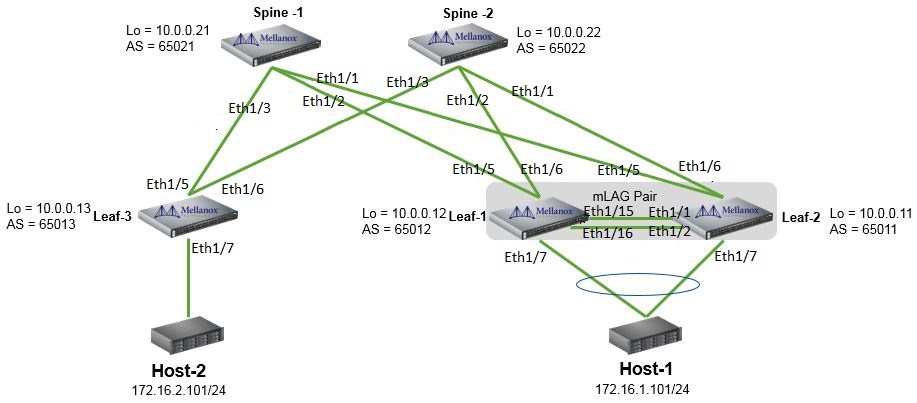 Spine -1
Lo = 10.0.0.21
AS = 65021
Mellanox
Spine -2
Lo = 10.0.0.22
AS = 65022
Mellanox
Eth1/1
Eth1/2
Eth1/3
Eth1/3
Eth1/2
Eth1/1
Eth1/5
Eth1/6
Eth1/5
Eth1/6
Eth1/5
Eth1/6
Lo = 10.0.0.13
AS = 65013
Leaf-3
Mellanox
Lo = 10.0.0.12
AS = 65012
Leaf-1
Mellanox
mLAG Pair
Eth1/15
Eth1/1
Eth1/16
Eth1/2
Mellanox
Leaf-2
Lo = 10.0.0.11
AS = 65011
Eth1/7
Eth1/7
Eth1/7
Host-2
172.16.2.101/24
Host-1
172.16.1.101/24